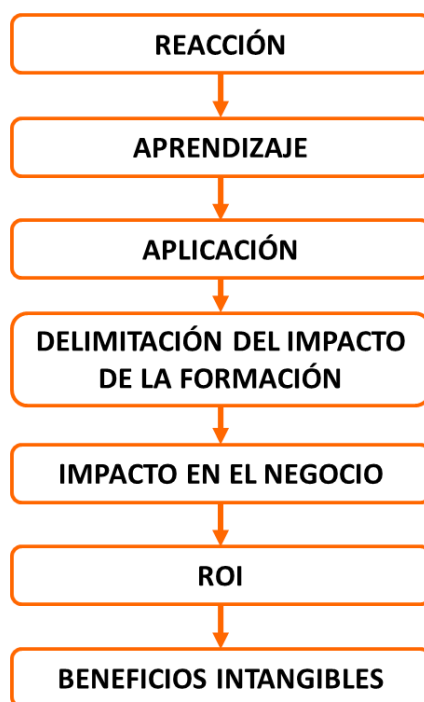 REACCIÓN
APRENDIZAJE
APLICACIÓN
DELIMITACIÓN DEL IMPACTO
DE LA FORMACIÓN
IMPACTO EN EL NEGOCIO
ROI
BENEFICIOS INTANGIBLES